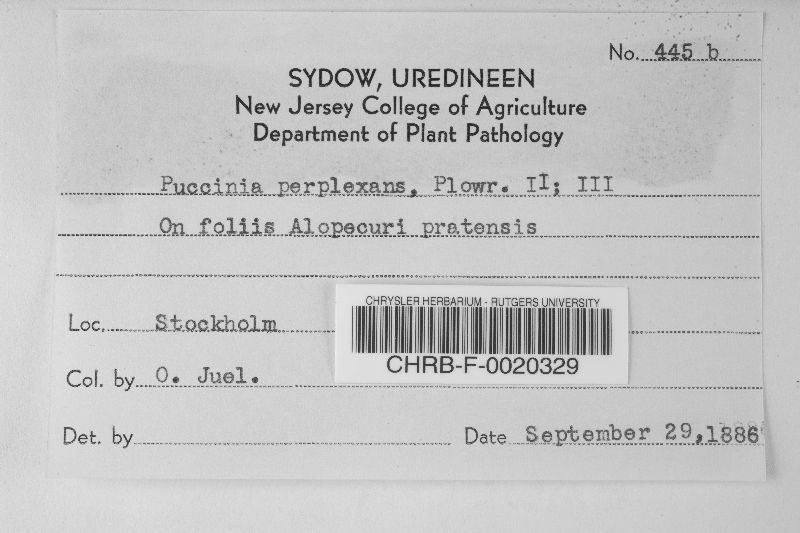 No. 445 b
SYDOW, UREDINEEN
New Jersey College of Agriculture
Department of Plant Pathology
Puccinia perplexans, Plowr. II; III
On foliis Alopecuri pratensis
Loc. Stockholm
CHRYSLER HERBARIUM - RUTGERS UNIVERSITY
CHRB-F-0020329
Col. by O. Juel.
Det. by
Date September 29, 1886